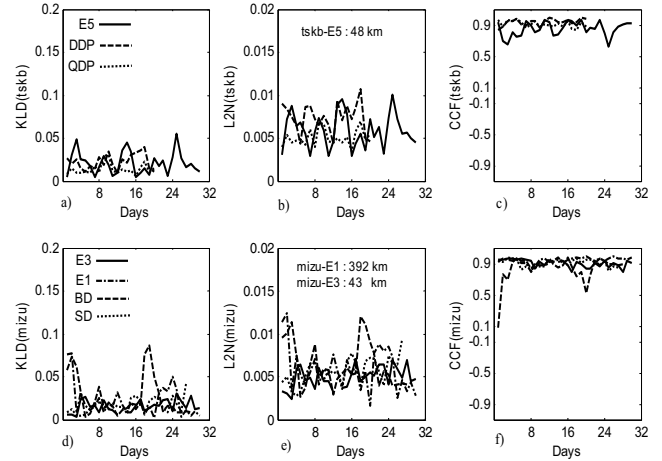 0.2
0.15
0.1
0.05
0
KLD(tskb)
E5
DDP
QDP
8 16 24 32
a)
Days
0.02
0.015
0.01
0.005
0
L2N(tskb)
tskb-E5 : 48 km
8 16 24 32
b)
Days
0.9
0.5
0.1
-0.1
0.5
-0.9
CCF(tskb)
8 16 24 32
c)
Days
0.2
0.15
0.1
0.05
0
KLD(mizu)
E3
E1
BD
SD
8 16 24 32
d)
Days
0.02
0.015
0.01
0.005
0
L2N(mizu)
mizu-E1 : 392 km
mizu-E3 : 43 km
8 16 24 32
e)
Days
0.9
0.5
0.1
-0.1
0.5
-0.9
CCF(mizu)
8 16 24 32
f)
Days